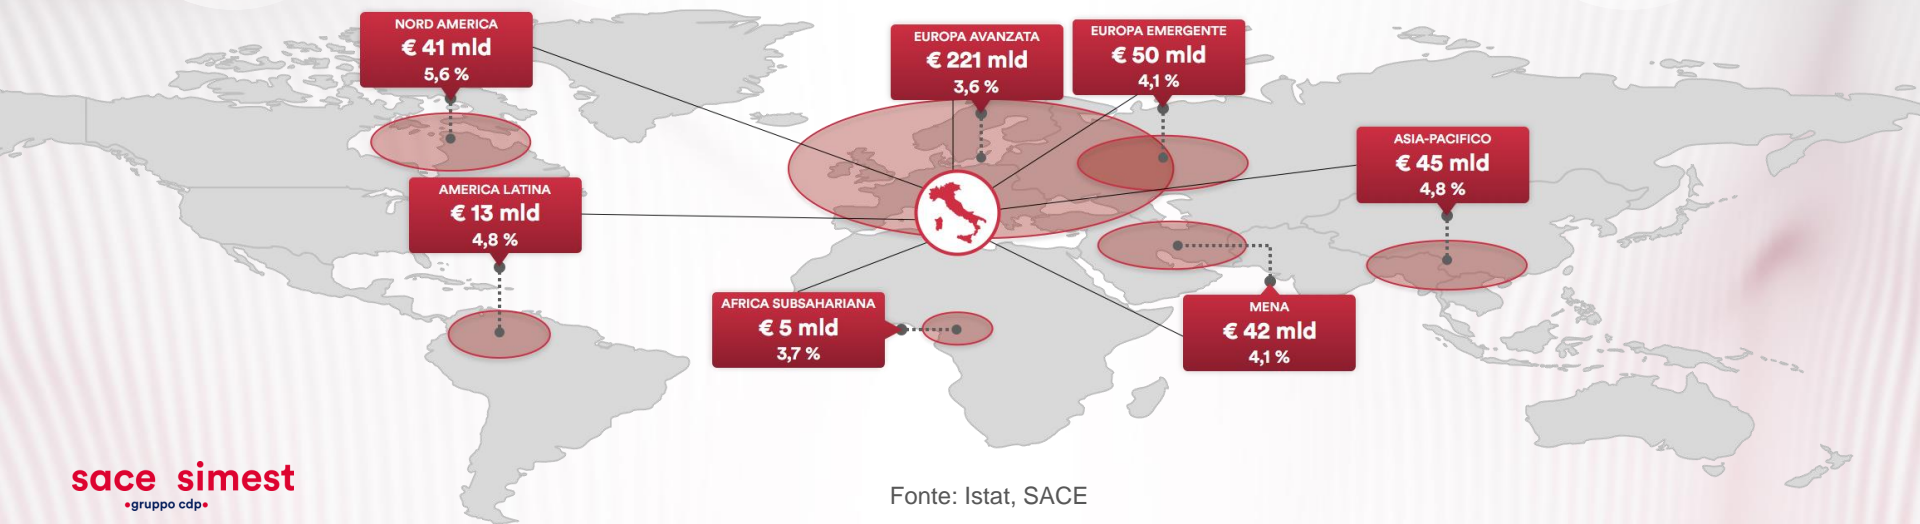 NORD AMERICA
€ 41 mld
5,6 %
EUROPA AVANZATA
€ 221 mld
3,6 %
EUROPA EMERGENTE
€ 50 mld
4,1 %
ASIA-PACIFICO
€ 45 mld
4,8 %
AMERICA LATINA
€ 13 mld
4,8 %
AFRICA SUBSAHARIANA
€ 5 mld
3,7 %
MENA
€ 42 mld
4,1 %
sace simest
•gruppo cdp•
Fonte: Istat, SACE